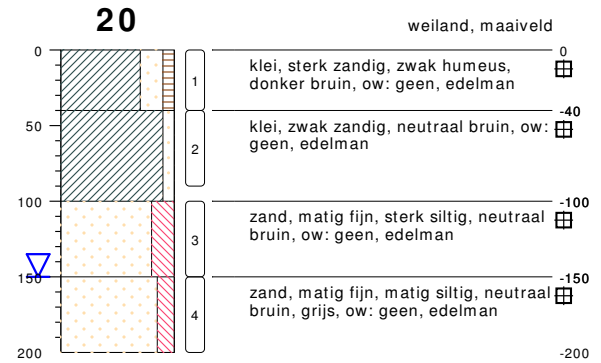 20
weiland, maaiveld
0
0
klei, sterk zandig, zwak humeus,
donker bruin, ow: geen, edelman
1
-40
50
klei, zwak zandig, neutraal bruin, ow:
geen, edelman
2
100
-100
zand, matig fijn, sterk siltig, neutraal
bruin, ow: geen, edelman
3
150
-150
zand, matig fijn, matig siltig, neutraal
bruin, grijs, ow: geen, edelman
4
200
-200